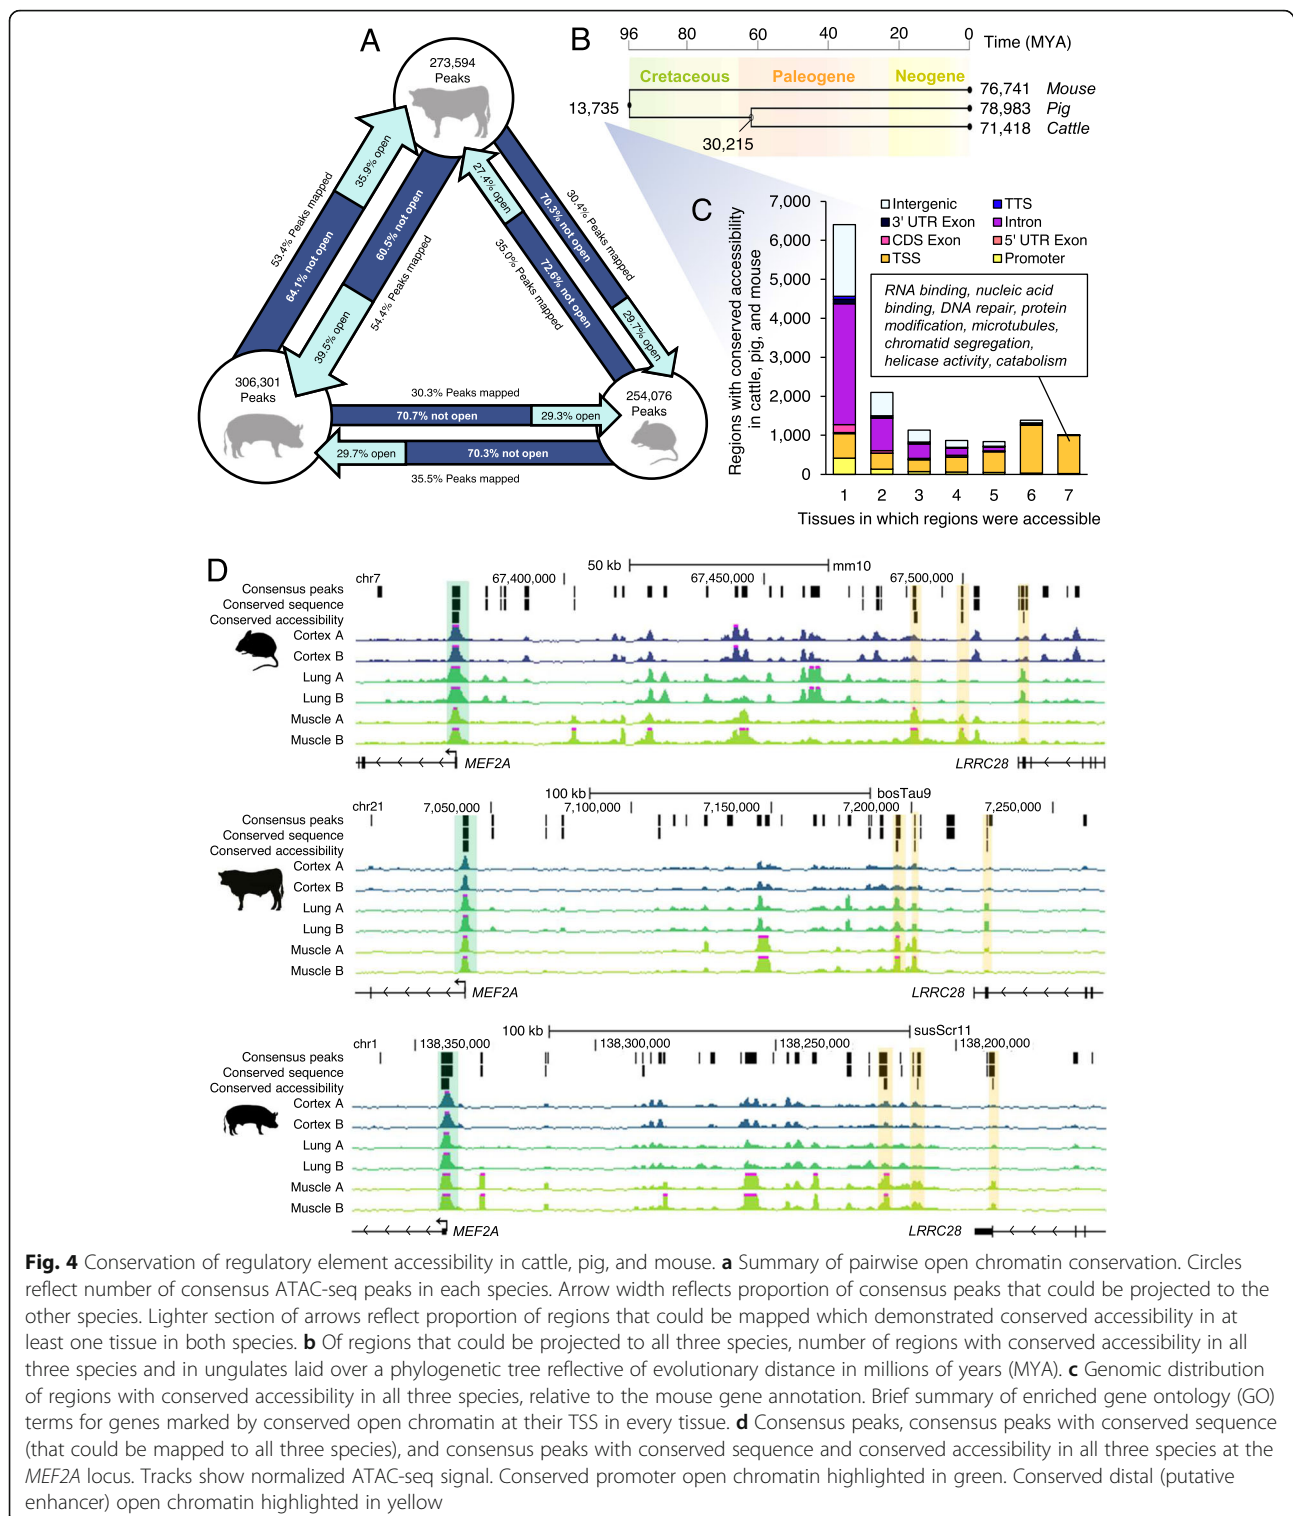 A
273,594
Peaks
35.9% open
64.1% not open
53.4% Peaks mapped
60.5% not open
39.5% open
54.4% Peaks mapped
27.4% open
72.6% not open
35.0% Peaks mapped
70.3% not open
29.7% open
30.4% Peaks mapped
306,301
Peaks
254,076
Peaks
30.3% Peaks mapped
70.7% not open
29.3% open
29.7% open
70.3% not open
35.5% Peaks mapped
B
96 80 60 40 20 0 Time (MYA)
Cretaceous Paleogene Neogene
76,741 Mouse
13,735
78,983 Pig
71,418 Cattle
30,215
C
Regions with conserved accessibility
in cattle, pig, and mouse
7,000
6,000
5,000
4,000
3,000
2,000
1,000
0
Intergenic TTS
3' UTR Exon Intron
CDS Exon 5' UTR Exon
TSS Promoter
RNA binding, nucleic acid
binding, DNA repair, protein
modification, microtubules,
chromatid segregation,
helicase activity, catabolism
1 2 3 4 5 6 7
Tissues in which regions were accessible
D
50 kb mm10
chr7 67,400,000 67,450,000 67,500,000
Consensus peaks
Conserved sequence
Conserved accessibility
Cortex A
Cortex B
Lung A
Lung B
Muscle A
Muscle B
MEF2A LRRC28
100 kb bosTau9
chr21 7,050,000 7,100,000 7,150,000 7,200,000 7,250,000
Consensus peaks
Conserved sequence
Conserved accessibility
Cortex A
Cortex B
Lung A
Lung B
Muscle A
Muscle B
MEF2A LRRC28
100 kb susScr11
chr1 138,350,000 138,300,000 138,250,000 138,200,000
Consensus peaks
Conserved sequence
Conserved accessibility
Cortex A
Cortex B
Lung A
Lung B
Muscle A
Muscle B
MEF2A LRRC28
Fig. 4 Conservation of regulatory element accessibility in cattle, pig, and mouse. a Summary of pairwise open chromatin conservation. Circles
reflect number of consensus ATAC-seq peaks in each species. Arrow width reflects proportion of consensus peaks that could be projected to the
other species. Lighter section of arrows reflect proportion of regions that could be mapped which demonstrated conserved accessibility in at
least one tissue in both species. b Of regions that could be projected to all three species, number of regions with conserved accessibility in all
three species and in ungulates laid over a phylogenetic tree reflective of evolutionary distance in millions of years (MYA). c Genomic distribution
of regions with conserved accessibility in all three species, relative to the mouse gene annotation. Brief summary of enriched gene ontology (GO)
terms for genes marked by conserved open chromatin at their TSS in every tissue. d Consensus peaks, consensus peaks with conserved sequence
(that could be mapped to all three species), and consensus peaks with conserved sequence and conserved accessibility in all three species at the
MEF2A locus. Tracks show normalized ATAC-seq signal. Conserved promoter open chromatin highlighted in green. Conserved distal (putative
enhancer) open chromatin highlighted in yellow